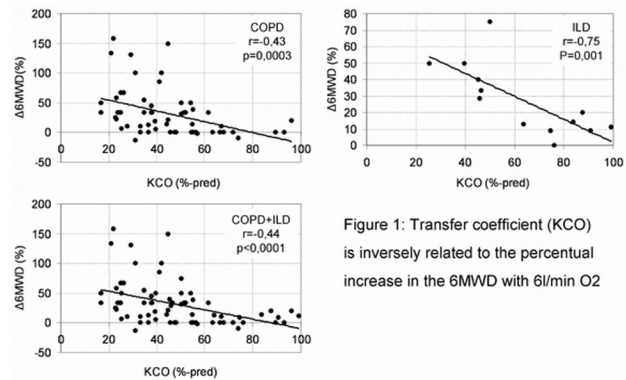 200
150
100
50
0
-50
Δ6MWD(%)
COPD
r=-0,43
p=0,0003
0 20 40 60 80 100
KCO (%-pred)
80
70
60
50
40
30
20
10
0
Δ6MWD (%)
ILD
r=-0,75
P=0,001
0 20 40 60 80 100
KCO (%-pred)
200
150
100
50
0
-50
Δ6MWD (%)
COPD+ILD
r=-0,44
p<0,0001
0 20 40 60 80 100
KCO (%-pred)
Figure 1: Transfer coefficient (KCO)
is inversely related to the percentual
increase in the 6MWD with 6l/min O2